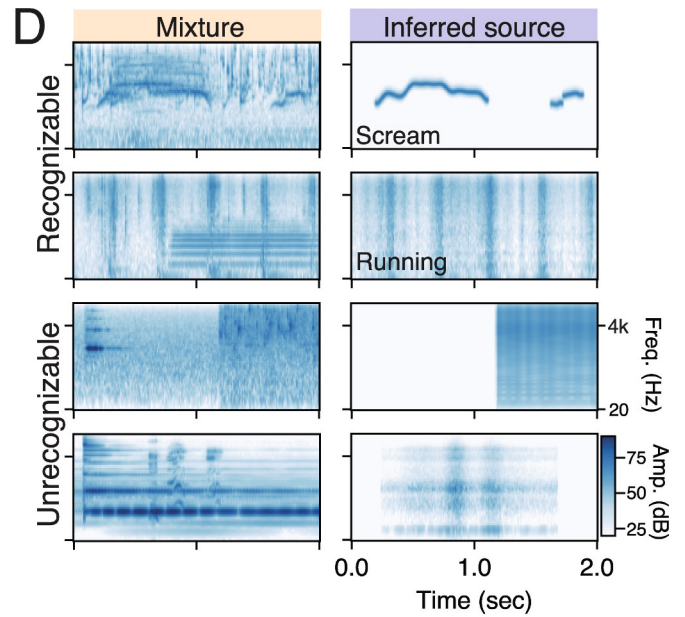 D
Mixture
Inferred source
Recognizable
Scream
Running
Unrecognizable
4k
20
Freq. (Hz)
75
50
25
Amp. (dB)
0.0 1.0 2.0
Time (sec)